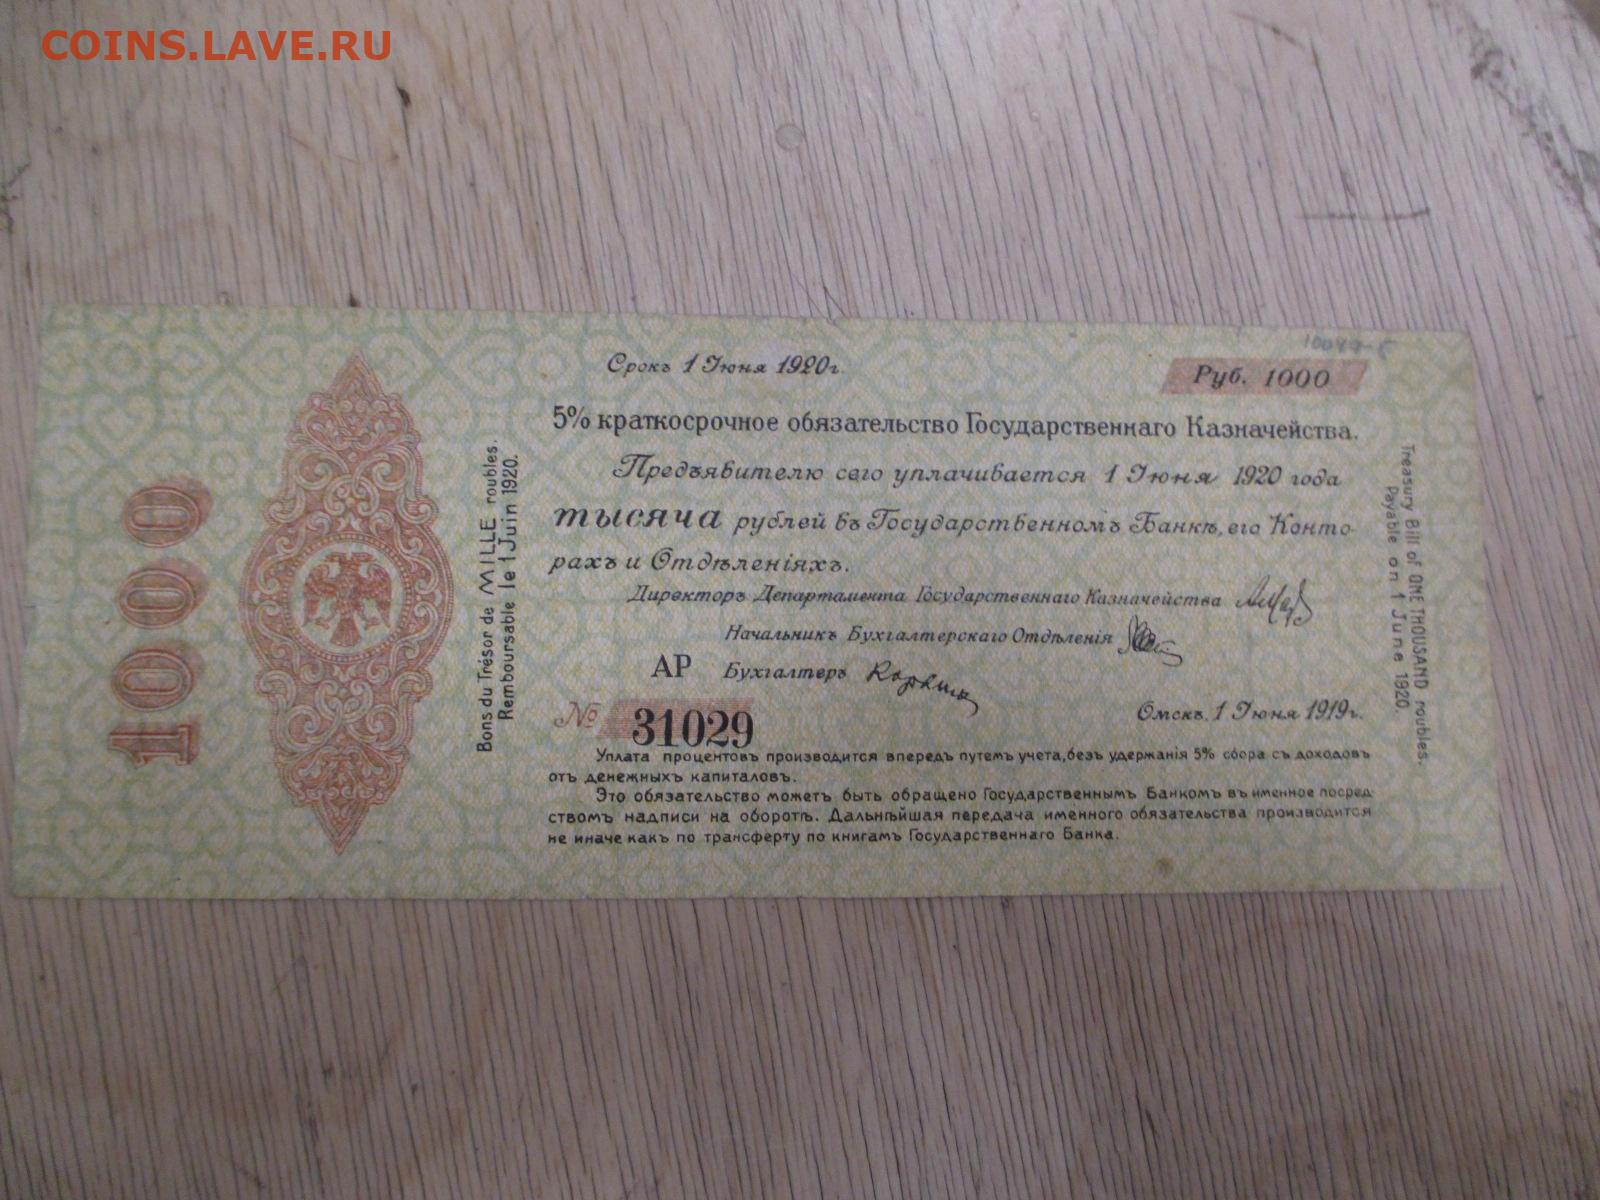 COINS.LAVE.RU
Срокъ 1 Июня 1920г.
Руб. 1000
5% краткосрочное обязательство Государственнаго Казначейства.
Предъявителю сего уплачивается 1 Июня 1920 года
тысяча рублей въ Государственномъ Банкѣ, его Конто-
рахъ и Отдѣленіяхъ.
Директоръ Департамента Государственнаго Казначейства
Начальникъ Бухгалтерскаго Отдѣленія
АР Бухгалтеръ
№ 31029
Омскъ, 1 Июня 1919г.
Уплата процентовъ производится впередъ путемъ учета, безъ удержанія 5% сбора съ доходовъ
отъ денежныхъ капиталовъ.
Это обязательство можетъ быть обращено Государственнымъ Банкомъ въ именное посред
ствомъ надписи на оборотѣ. Дальнѣйшая передача именного обязательства производится
не иначе какъ по трансферту по книгамъ Государственнаго Банка.
1000
Bons du Trésor de MILLE roubles.
Remboursable le 1 Juin 1920.
Treasury Bill of ONE THOUSAND roubles.
Payable on 1 June 1920.